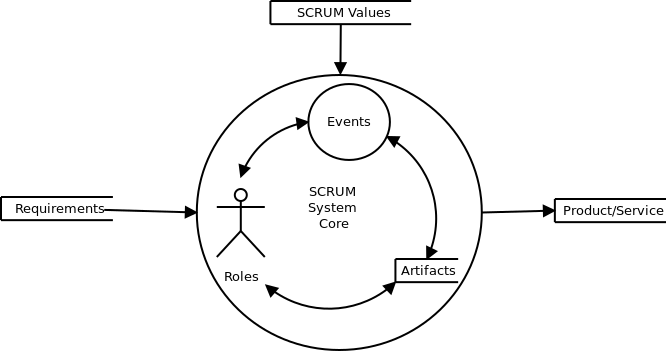 SCRUM Values
Events
SCRUM
System
Core
Requirements
Product/Service
Artifacts
Roles